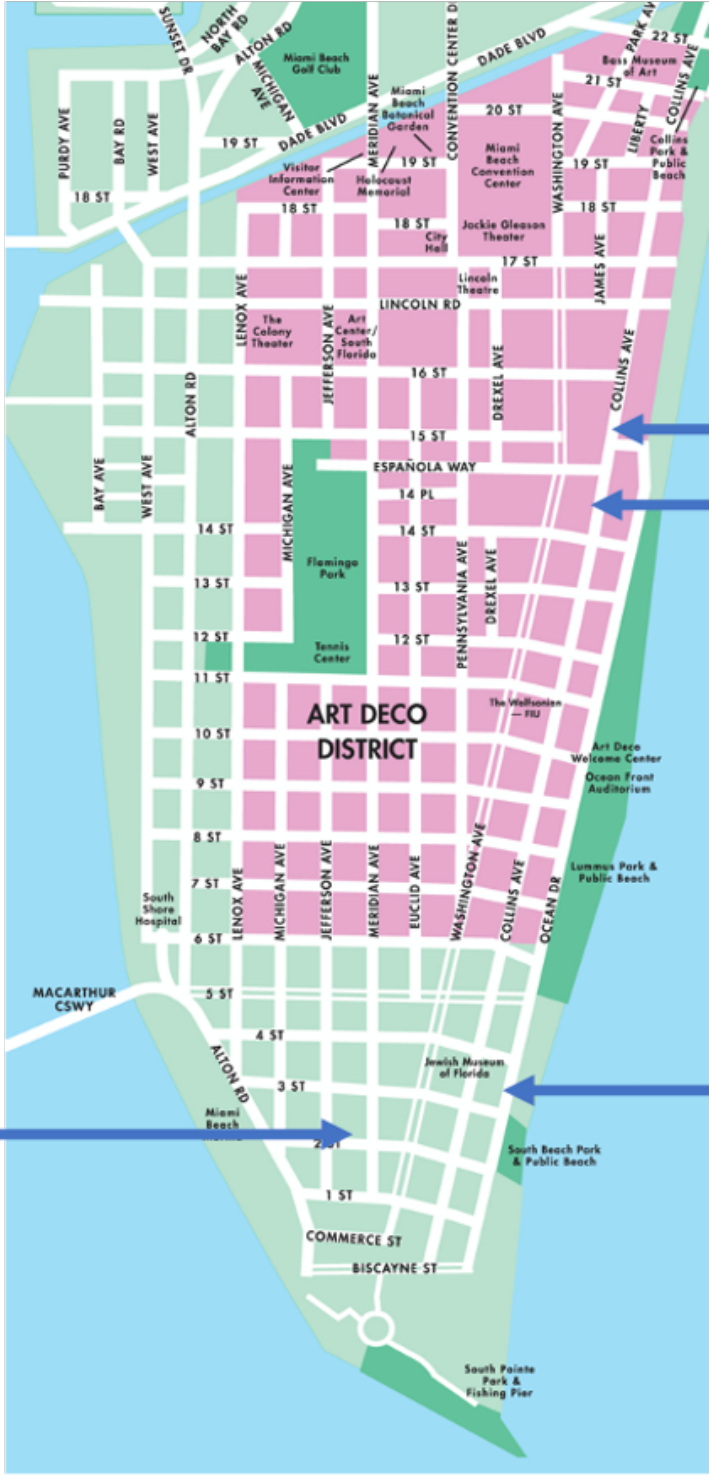 SUNSET DR
NORTH
BAY RD
ALTON RD
MICHIGAN
AVE
Miami Beach
Golf Club
MERIDIAN AVE
CONVENTION CENTER D
DADE BLVD
PARK AV
22 ST
Bass Museum
of Art
21 ST
COLLINS AVE
LIBERTY
Collins
Park &
Public
Beach
PURDY AVE
BAY RD
WEST AVE
19 ST
DADE BLVD
Miami
Beach
Botanical
Garden
20 ST
WASHINGTON AVE
Miami
Beach
Convention
Center
19 ST
Visitor
Information
Center
Holocaust
Memorial
19 ST
18 ST
18 ST
18 ST
City
Hall
Jackie Gleason
Theater
18 ST
17 ST
JAMES AVE
LENOX AVE
Lincoln
Theatre
LINCOLN RD
The
Colony
Theater
JEFFERSON AVE
Art
Center/
South
Florida
16 ST
DREXEL AVE
COLLINS AVE
ALTON RD
15 ST
ESPAÑOLA WAY
BAY AVE
WEST AVE
MICHIGAN AVE
14 PL
14 ST
14 ST
Flamingo
Park
PENNSYLVANIA AVE
DREXEL AVE
13 ST
13 ST
12 ST
Tennis
Center
12 ST
11 ST
ART DECO
DISTRICT
The Wolfsonian
— FIU
10 ST
Art Deco
Welcome Center
Ocean Front
Auditorium
9 ST
8 ST
7 ST
LENOX AVE
MICHIGAN AVE
JEFFERSON AVE
MERIDIAN AVE
EUCLID AVE
WASHINGTON AVE
COLLINS AVE
OCEAN DR
Lummus Park &
Public Beach
South
Shore
Hospital
6 ST
MACARTHUR
CSWY
5 ST
4 ST
ALTON RD
Jewish Museum
of Florida
3 ST
Miami
Beach
2 ST
South Beach Park
& Public Beach
1 ST
COMMERCE ST
BISCAYNE ST
South Pointe
Park &
Fishing Pier